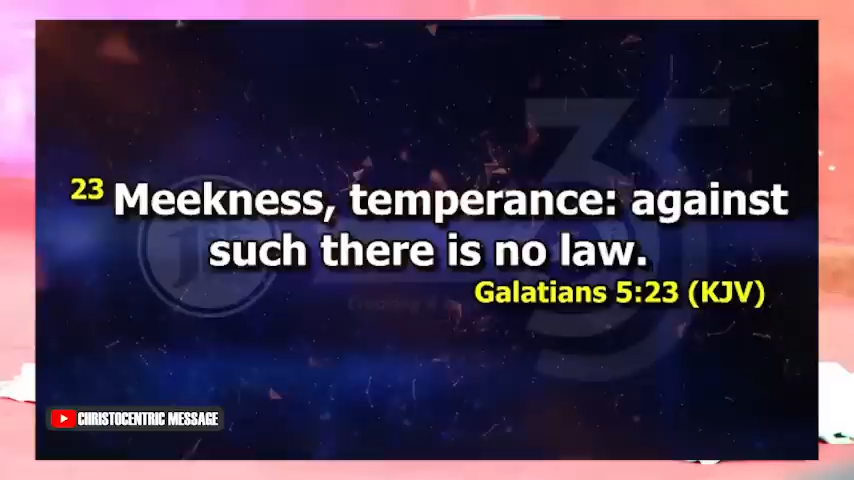 23 Meekness, temperance: against
such there is no law.
Galatians 5:23 (KJV)
CHRISTOCENTRIC MESSAGE